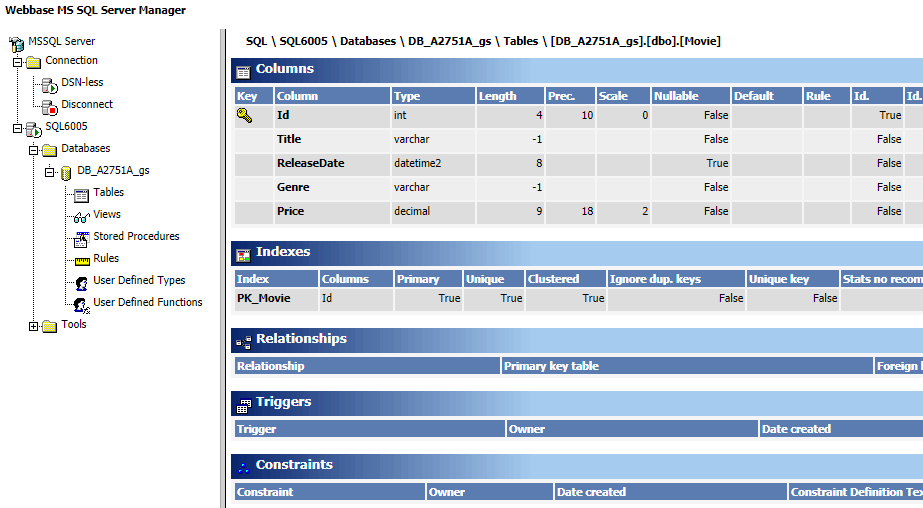 Webbase MS SQL Server Manager
MSSQL Server
Connection
DSN-less
Disconnect
SQL6005
Databases
DB_A2751A_gs
Tables
Views
Stored Procedures
Rules
User Defined Types
User Defined Functions
Tools
SQL \ SQL6005 \ Databases \ DB_A2751A_gs \ Tables \ [DB_A2751A_gs].[dbo].[Movie]
Columns
Key Column Type Length Prec. Scale Nullable Default Rule Id. Id.
Id int 4 10 0 False True
Title varchar -1 False False
ReleaseDate datetime2 8 True False
Genre varchar -1 False False
Price decimal 9 18 2 False False
Indexes
Index Columns Primary Unique Clustered Ignore dup. keys Unique key Stats no recom
PK_Movie Id True True True False False
Relationships
Relationship Primary key table Foreign
Triggers
Trigger Owner Date created
Constraints
Constraint Owner Date created Constraint Definition Tex